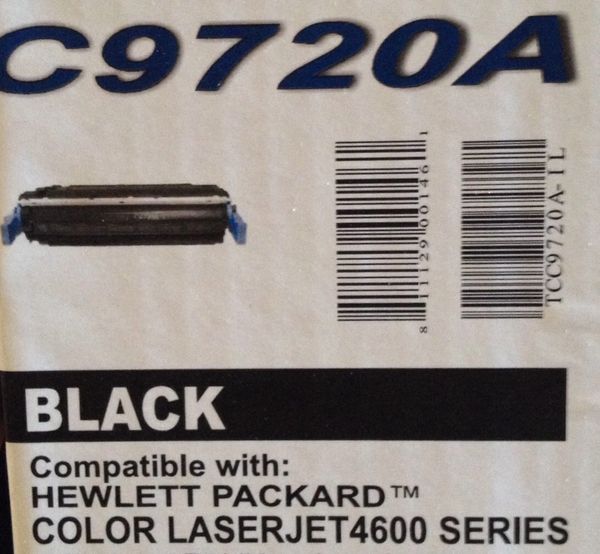 C9720A
8 11129 00146 1
TCC9720A-1L
BLACK
Compatible with:
HEWLETT PACKARD™
COLOR LASERJET4600 SERIES